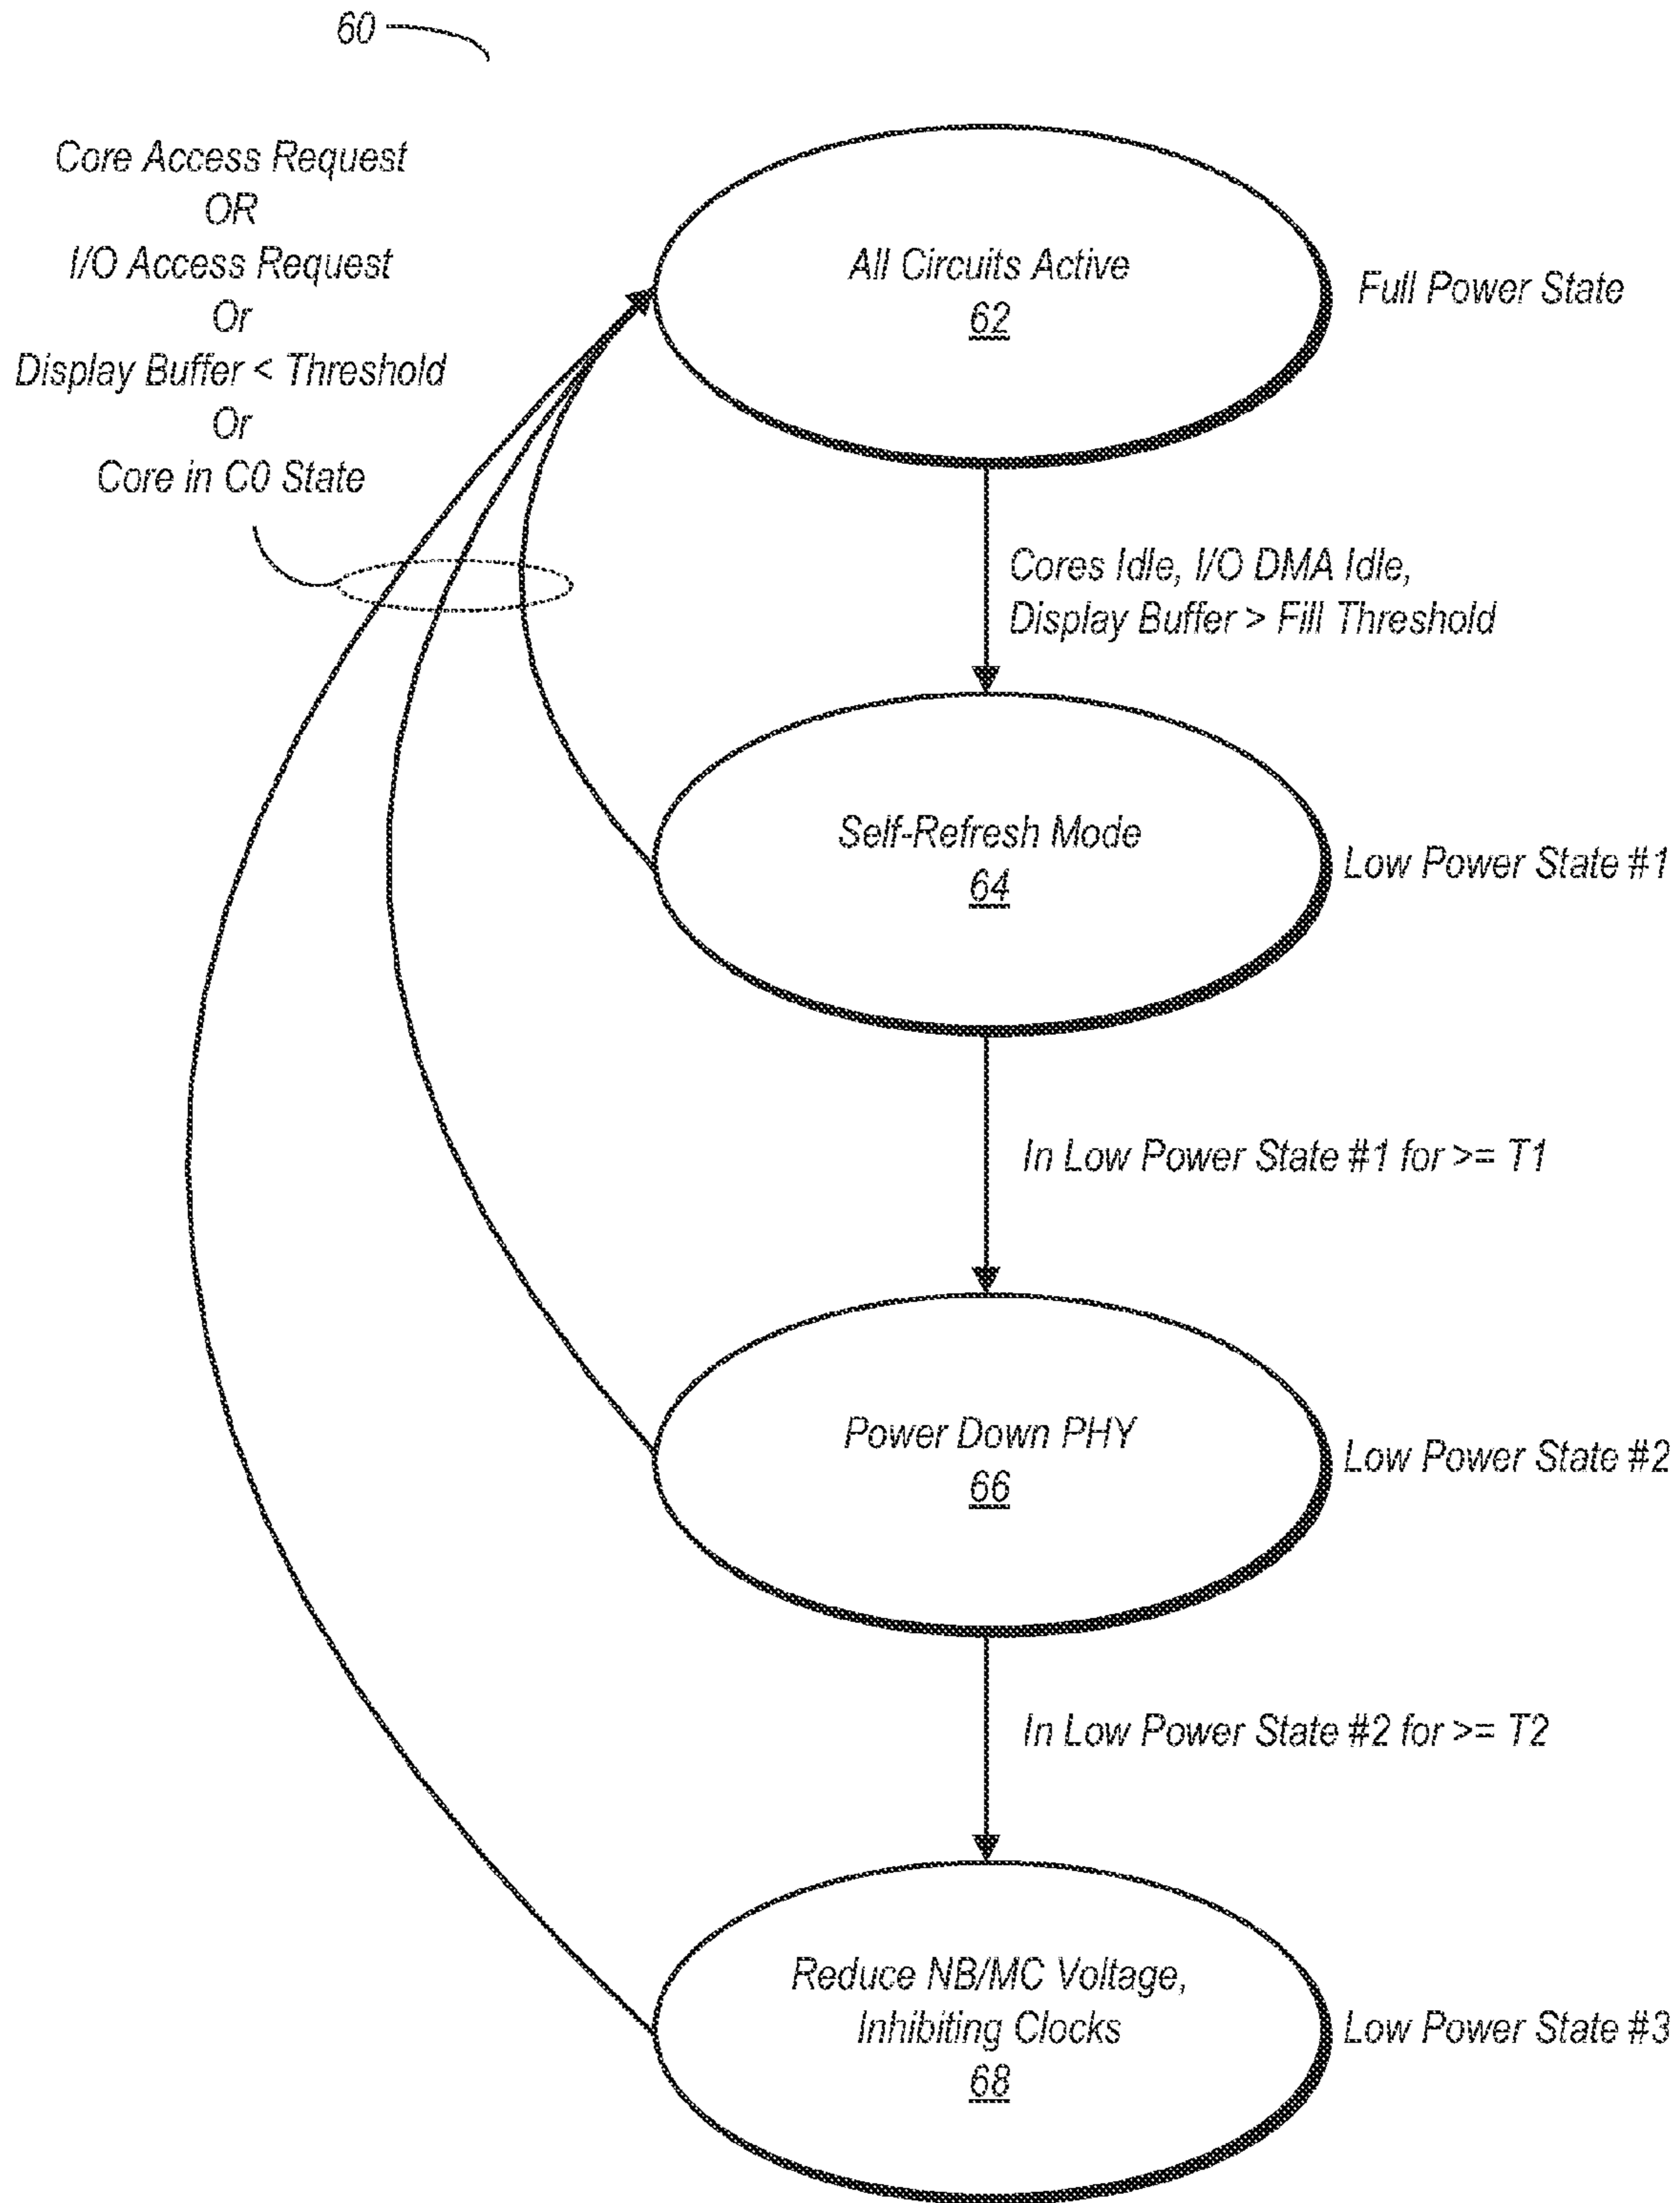 60
Core Access Request
OR
I/O Access Request
Or
Display Buffer < Threshold
Or
Core in C0 State
All Circuits Active
62
Full Power State
Cores Idle, I/O DMA Idle,
Display Buffer > Fill Threshold
Self-Refresh Mode
64
Low Power State #1
In Low Power State #1 for >= T1
Power Down PHY
66
Low Power State #2
In Low Power State #2 for >= T2
Reduce NB/MC Voltage,
Inhibiting Clocks
68
Low Power State #3